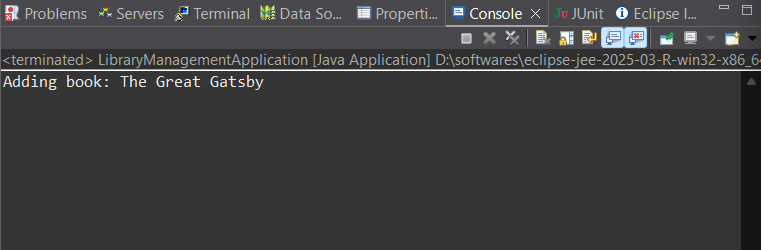 Problems Servers Terminal Data So... Properti... Console JUnit Eclipse I...
<terminated> LibraryManagementApplication [Java Application] D:\softwares\eclipse-jee-2025-03-R-win32-x86_64
Adding book: The Great Gatsby